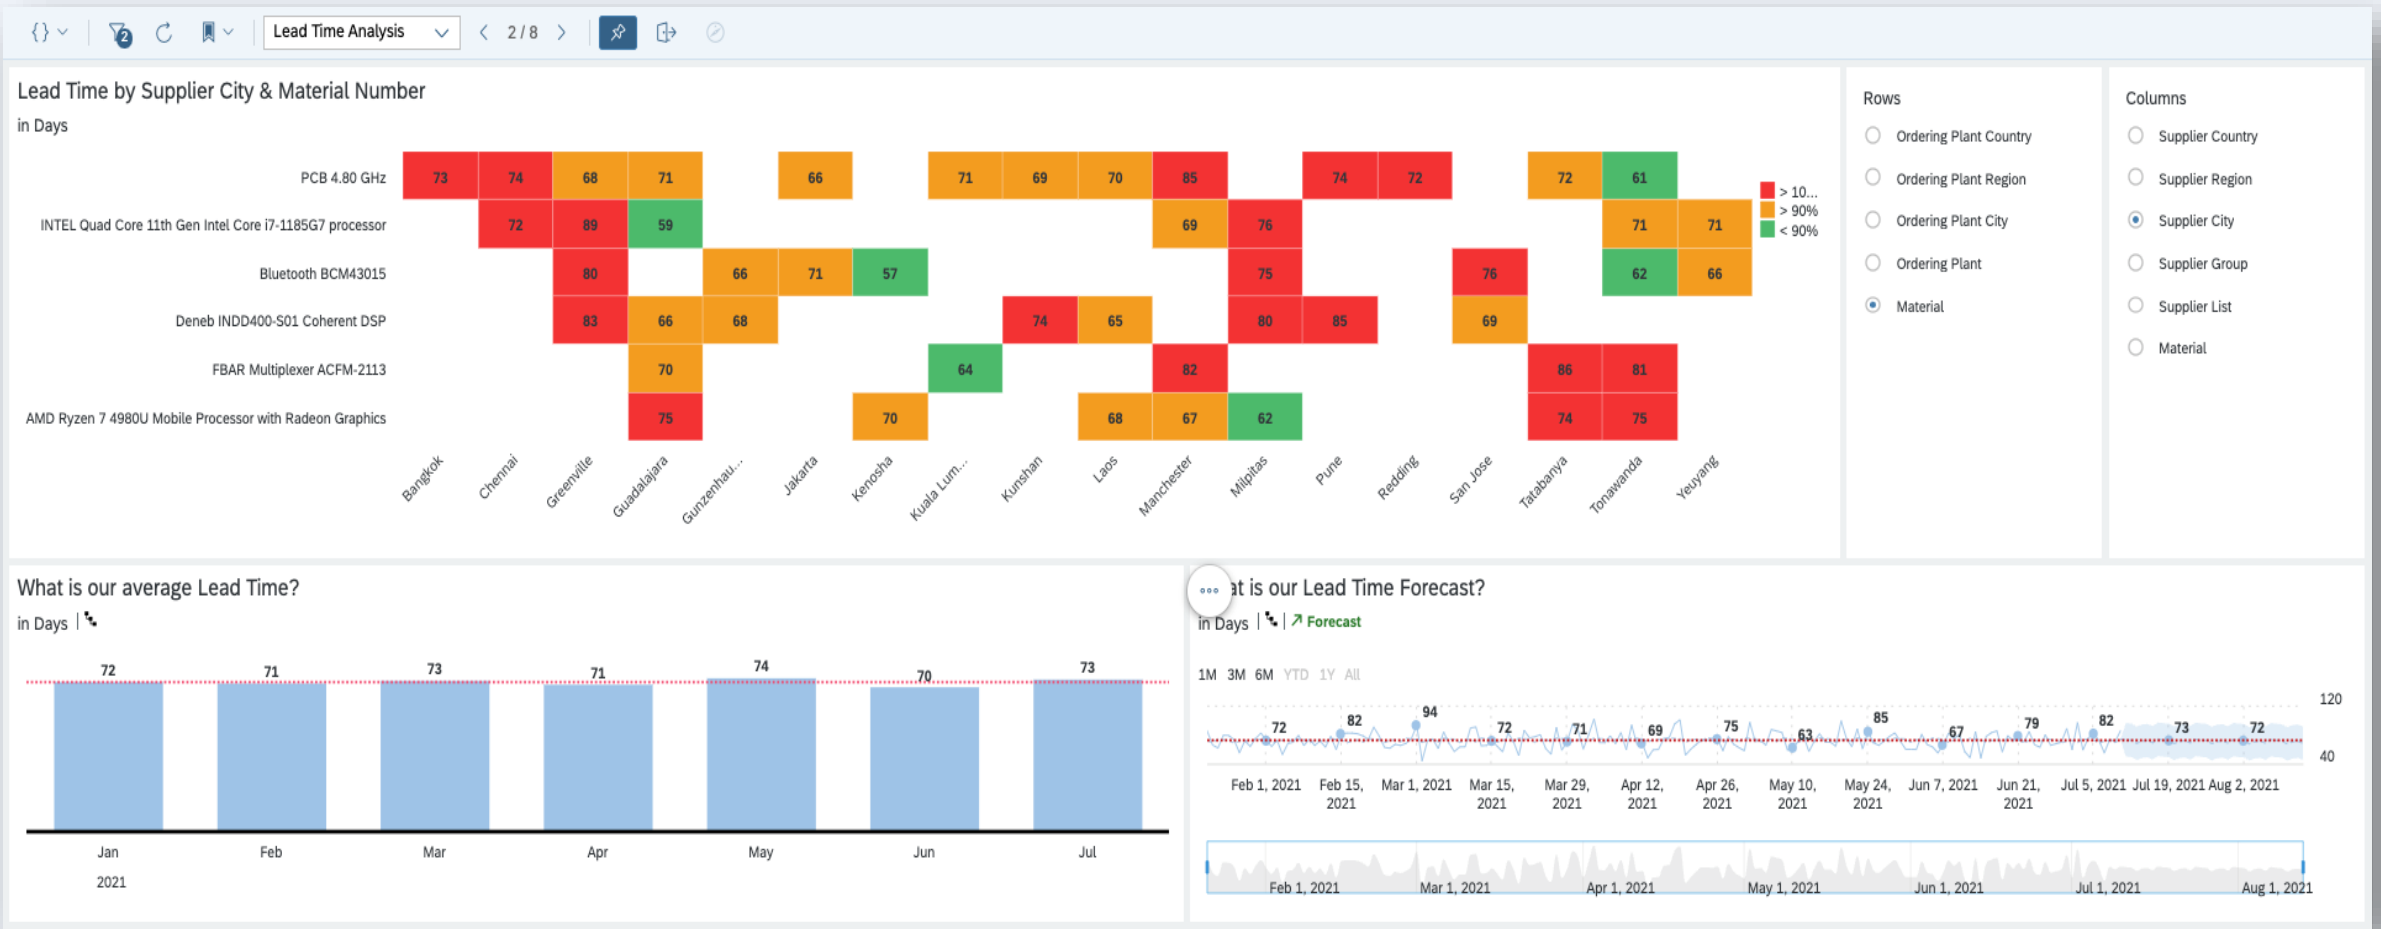 {}
2
Lead Time Analysis
2/8
Lead Time by Supplier City & Material Number
in Days
PCB 4.80 GHz 73 74 68 71 66 71 69 70 85 74 72 72 61
INTEL Quad Core 11th Gen Intel Core i7-1185G7 processor 72 89 59 69 76 71 71
Bluetooth BCM43015 80 66 71 57 75 76 62 66
Deneb INDD400-S01 Coherent DSP 83 66 68 74 65 80 85 69
FBAR Multiplexer ACFM-2113 70 64 82 86 81
AMD Ryzen 7 4980U Mobile Processor with Radeon Graphics 75 70 68 67 62 74 75
Bangkok Chennai Greenville Guadalajara Gunzenhau... Jakarta Kenosha Kuala Lum... Kunshan Laos Manchester Milpitas Pune Redding San Jose Tatabanya Tonawanda Yeuyang
> 10...
> 90%
< 90%
Rows
Ordering Plant Country
Ordering Plant Region
Ordering Plant City
Ordering Plant
Material
Columns
Supplier Country
Supplier Region
Supplier City
Supplier Group
Supplier List
Material
What is our average Lead Time?
in Days
72 71 73 71 74 70 73
Jan Feb Mar Apr May Jun Jul
2021
at is our Lead Time Forecast?
in Days | Forecast
1M 3M 6M YTD 1Y All
120
72 82 94 72 71 69 75 63 85 67 79 82 73 72
40
Feb 1, 2021 Feb 15, 2021 Mar 1, 2021 Mar 15, 2021 Mar 29, 2021 Apr 12, 2021 Apr 26, 2021 May 10, 2021 May 24, 2021 Jun 7, 2021 Jun 21, 2021 Jul 5, 2021 Jul 19, 2021 Aug 2, 2021
Feb 1, 2021 Mar 1, 2021 Apr 1, 2021 May 1, 2021 Jun 1, 2021 Jul 1, 2021 Aug 1, 2021